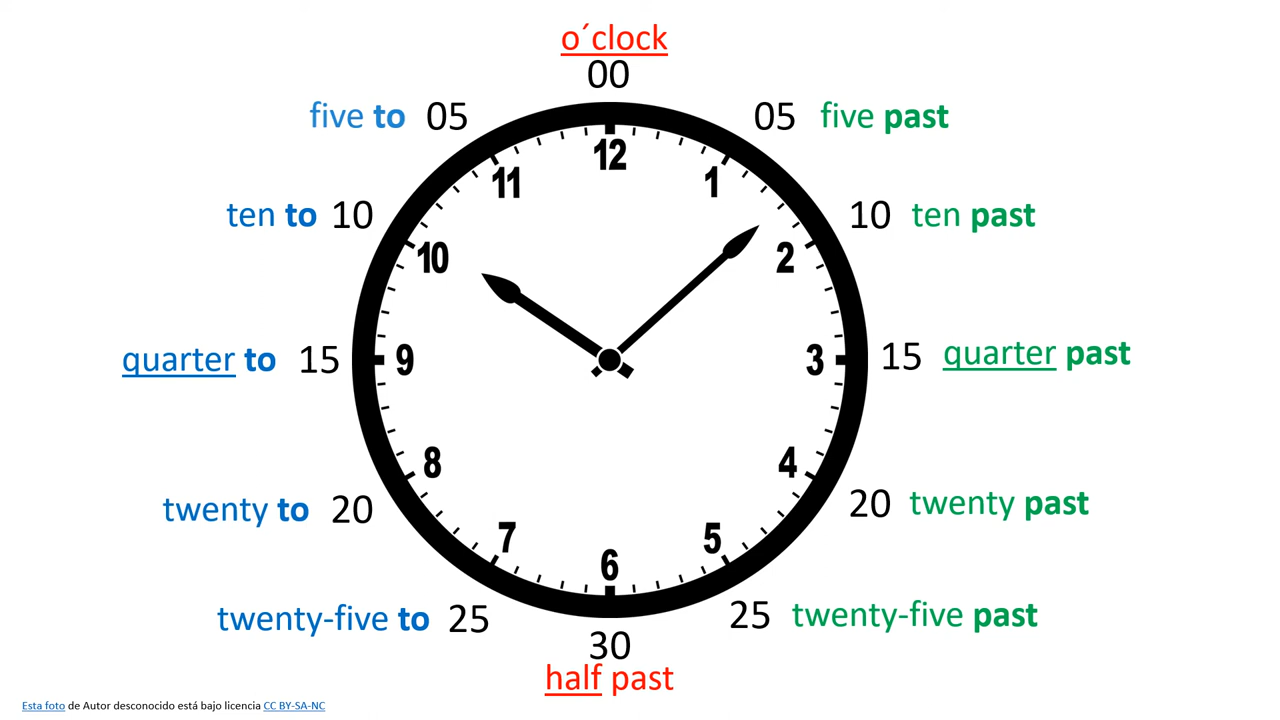 o´clock
00
five to 05
05 five past
12
11
1
ten to 10
10 ten past
10
2
quarter to 15
9
3
15 quarter past
8
4
twenty to 20
20 twenty past
7
5
6
twenty-five to 25
25 twenty-five past
30
half past
Esta foto de Autor desconocido está bajo licencia CC BY-SA-NC